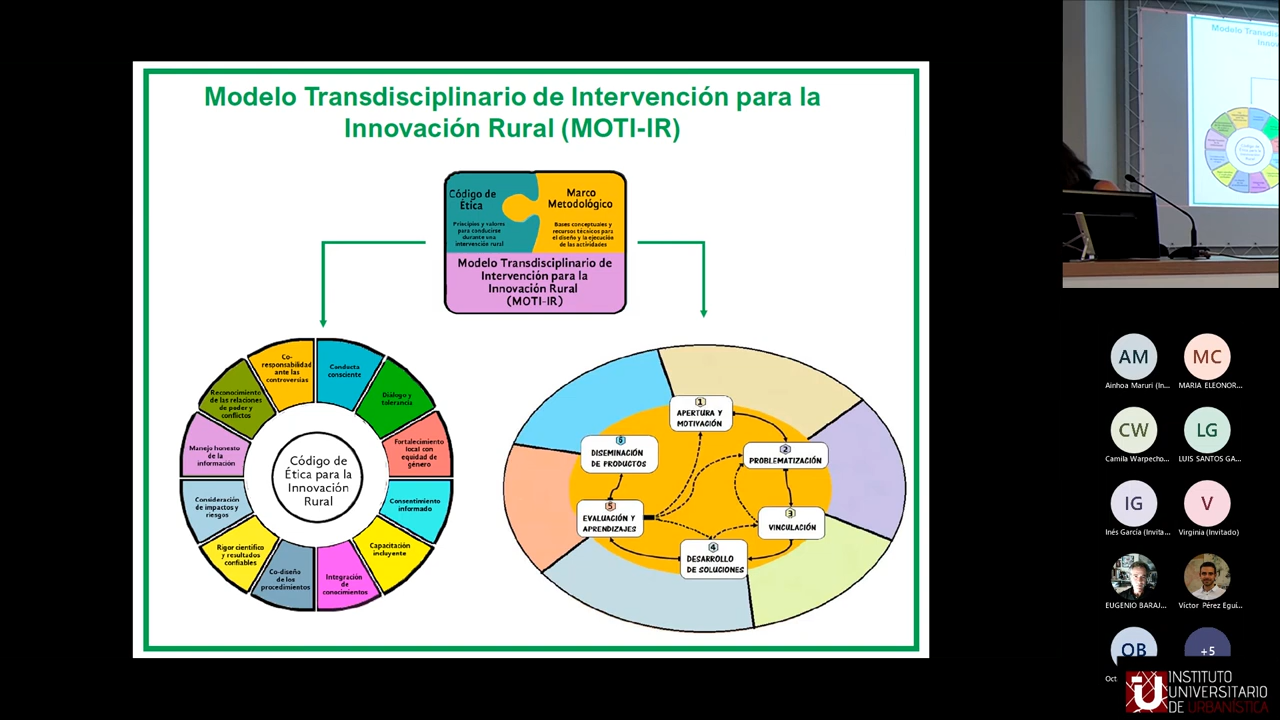 Modelo Transdisciplinario de Intervención para la
Innovación Rural (MOTI-IR)
Código de
Ética
Principios y valores
para conducirse
durante una
intervención rural
Marco
Metodológico
Bases conceptuales y
recursos técnicos para
el diseño y la ejecución
de las actividades
Modelo Transdisciplinario de
Intervención para la
Innovación Rural
(MOTI-IR)
Código de
Ética para la
Innovación
Rural
Conducta
consciente
Diálogo y
tolerancia
Fortalecimiento
local con
equidad de
género
Consentimiento
informado
Capacitación
incluyente
Integración
de
conocimientos
Co-diseño
de los
procedimientos
Rigor científico
y resultados
confiables
Consideración
de impactos y
riesgos
Manejo honesto
de la
información
Reconocimiento
de las relaciones
de poder y
conflictos
Co-
responsabilidad
ante las
controversias
1
APERTURA Y
MOTIVACIÓN
2
PROBLEMATIZACIÓN
3
VINCULACIÓN
4
DESARROLLO
DE SOLUCIONES
5
EVALUACIÓN Y
APRENDIZAJES
6
DISEMINACIÓN
DE PRODUCTOS
Modelo Transdis
Innov
AM
Ainhoa Maruri (In...
MC
MARIA ELEONOR...
CW
Camila Warpecho...
LG
LUIS SANTOS GA...
IG
Inés García (Invita...
V
Virginia (Invitado)
EUGENIO BARAJ...
Víctor Pérez Egui...
OB
+5
Oct
INSTITUTO
UNIVERSITARIO
DE URBANÍSTICA